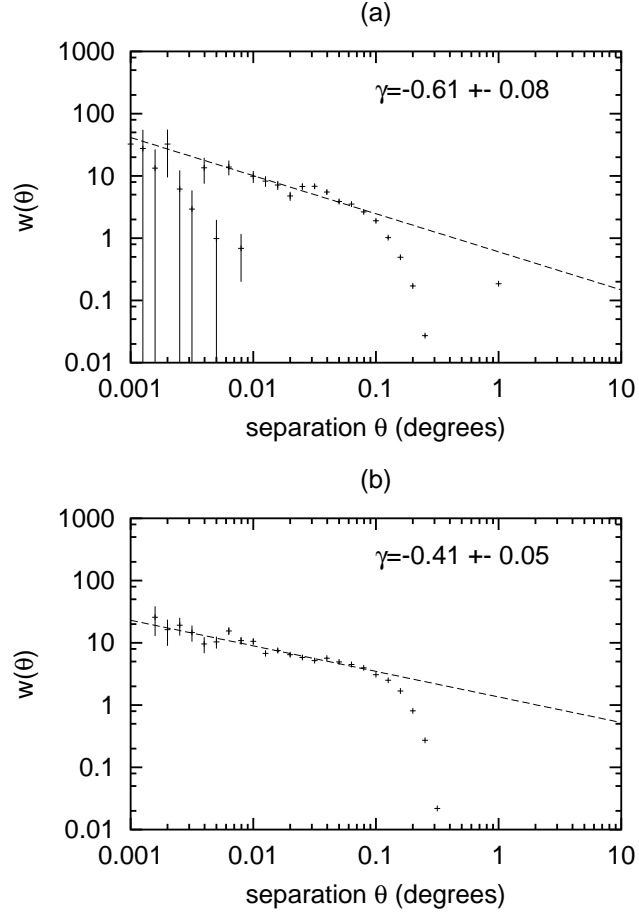 (a)
1000
100
10
1
0.1
0.01
w(θ)
γ=-0.61 +- 0.08
0.001 0.01 0.1 1 10
separation θ (degrees)
(b)
1000
100
10
1
0.1
0.01
w(θ)
γ=-0.41 +- 0.05
0.001 0.01 0.1 1 10
separation θ (degrees)